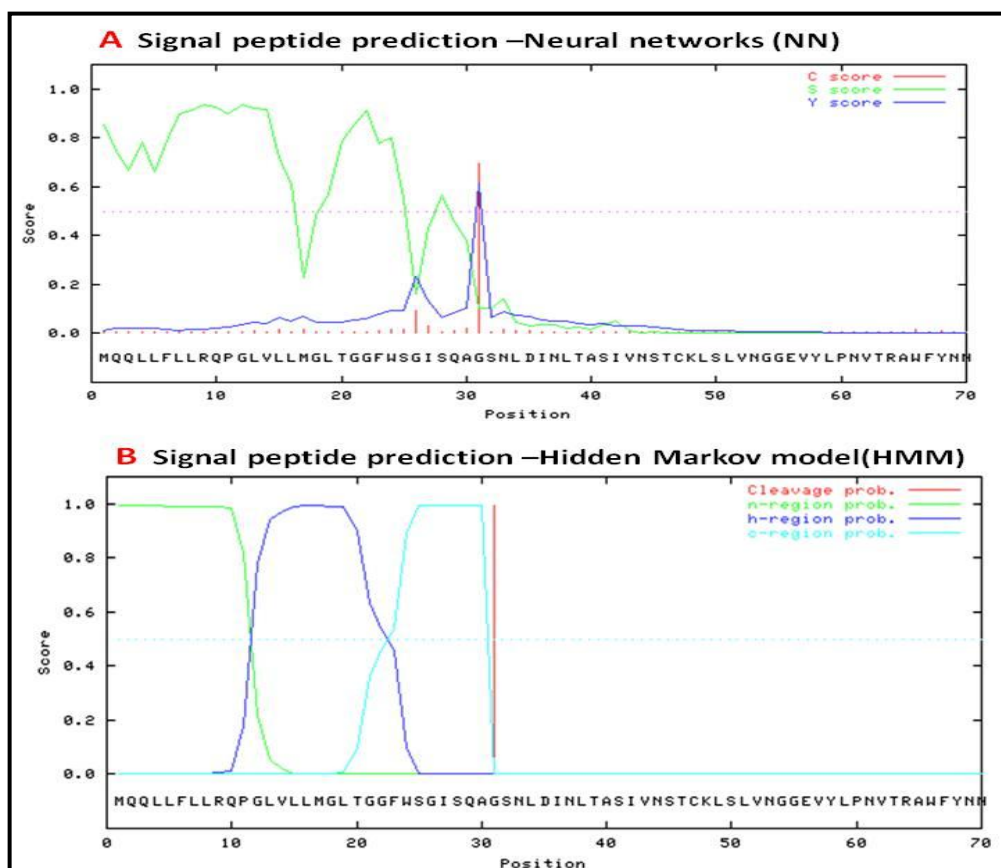 A Signal peptide prediction –Neural networks (NN)
C score
S score
Y score
1.0
0.8
0.6
0.4
0.2
0.0
Score
MQQLLFLLRQPGLVLLMGLTGGFWSGISQAGSNLDINLTASIVNSTCKLSLVNGGEVYLPNVTRAWFYNN
0 10 20 30 40 50 60 70
Position
B Signal peptide prediction –Hidden Markov model(HMM)
Cleavage prob.
n-region prob.
h-region prob.
c-region prob.
1.0
0.8
0.6
0.4
0.2
0.0
Score
MQQLLFLLRQPGLVLLMGLTGGFWSGISQAGSNLDINLTASIVNSTCKLSLVNGGEVYLPNVTRAWFYNN
0 10 20 30 40 50 60 70
Position